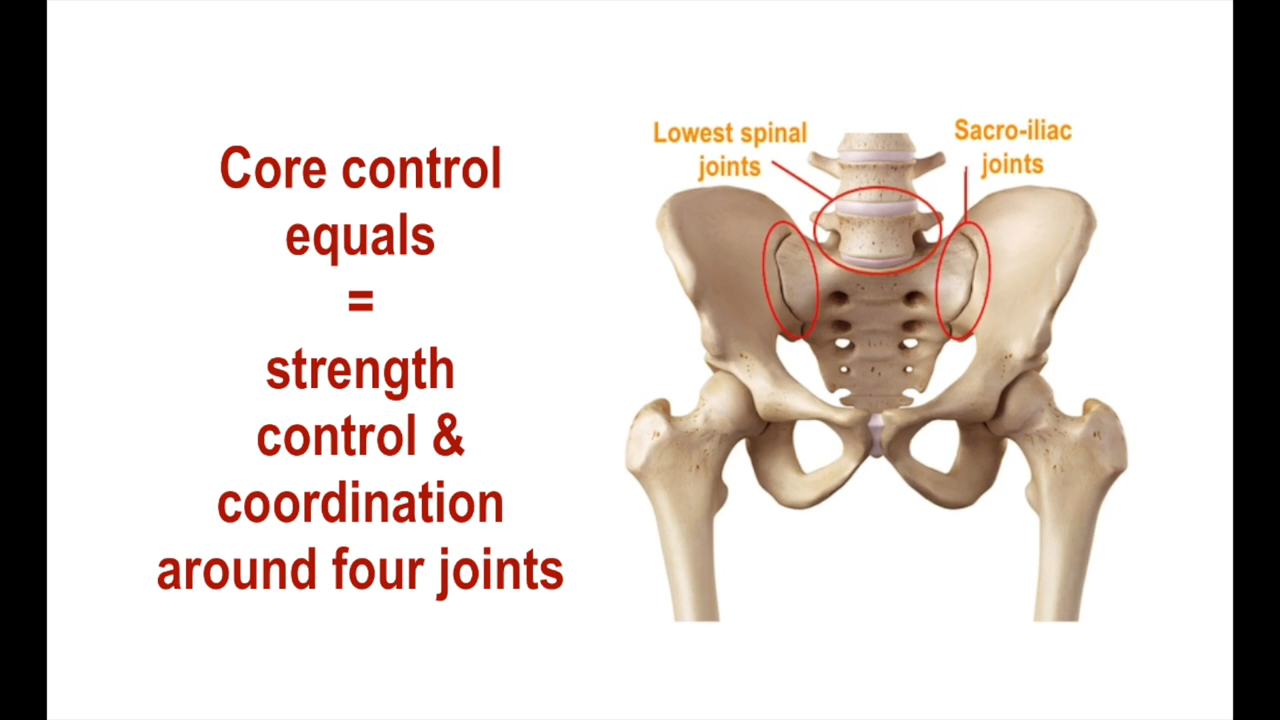 Core control
equals
=
strength
control &
coordination
around four joints
Lowest spinal
joints
Sacro-iliac
joints